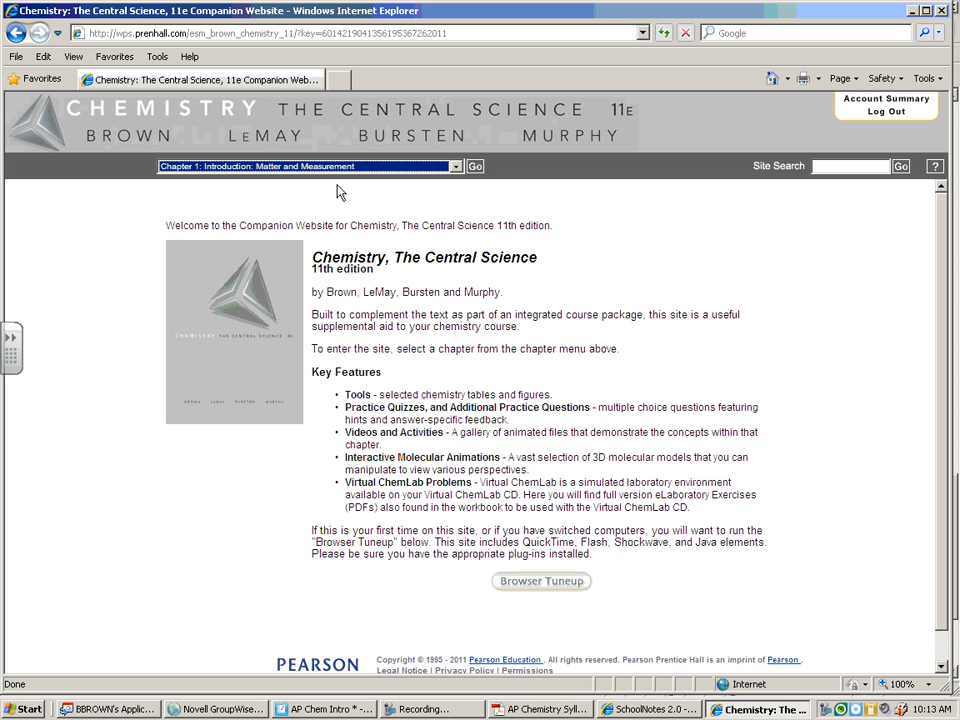 Chemistry: The Central Science, 11e Companion Website - Windows Internet Explorer
http://wps.prenhall.com/esm_brown_chemistry_11/?key=6014219041356195367262011
Google
File Edit View Favorites Tools Help
Favorites Chemistry: The Central Science, 11e Companion Web... Page Safety Tools
CHEMISTRY THE CENTRAL SCIENCE 11E
BROWN LEMAY BURSTEN MURPHY
Account Summary
Log Out
Chapter 1: Introduction: Matter and Measurement Go Site Search Go ?
Welcome to the Companion Website for Chemistry, The Central Science 11th edition.
Chemistry, The Central Science
11th edition
by Brown, LeMay, Bursten and Murphy.
Built to complement the text as part of an integrated course package, this site is a useful
supplemental aid to your chemistry course.
To enter the site, select a chapter from the chapter menu above.
Key Features
• Tools - selected chemistry tables and figures.
• Practice Quizzes, and Additional Practice Questions - multiple choice questions featuring
hints and answer-specific feedback.
• Videos and Activities - A gallery of animated files that demonstrate the concepts within that
chapter.
• Interactive Molecular Animations - A vast selection of 3D molecular models that you can
manipulate to view various perspectives.
• Virtual ChemLab Problems - Virtual ChemLab is a simulated laboratory environment
available on your Virtual ChemLab CD. Here you will find full version eLaboratory Exercises
(PDFs) also found in the workbook to be used with the Virtual ChemLab CD.
If this is your first time on this site, or if you have switched computers, you will want to run the
"Browser Tuneup" below. This site includes QuickTime, Flash, Shockwave, and Java elements.
Please be sure you have the appropriate plug-ins installed.
Browser Tuneup
CHEMISTRY THE CENTRAL SCIENCE
BROWN LEMAY BURSTEN MURPHY
PEARSON
Copyright © 1995 - 2011 Pearson Education . All rights reserved. Pearson Prentice Hall is an imprint of Pearson .
Legal Notice | Privacy Policy | Permissions
Done Internet 100%
Start BBROWN's Applic... Novell GroupWise... AP Chem Intro * -... Recording... AP Chemistry Syll... SchoolNotes 2.0 -... Chemistry: The ... 10:13 AM